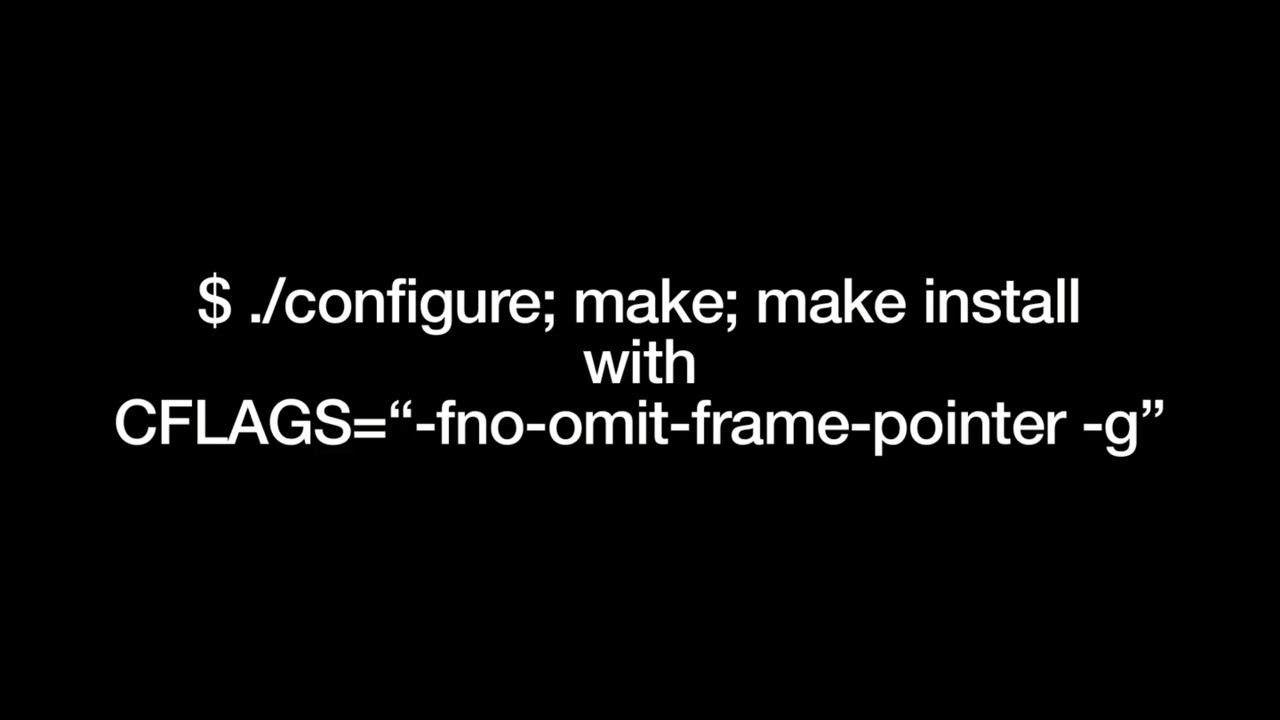 $ ./configure; make; make install
with
CFLAGS=“-fno-omit-frame-pointer -g”